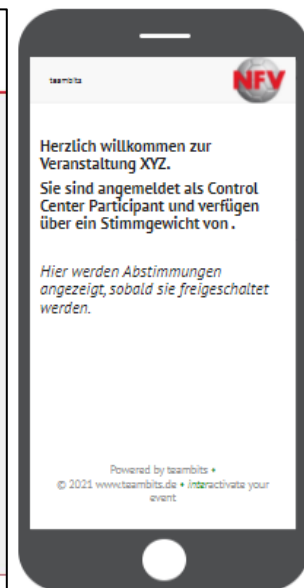 teambits
NFV
Herzlich willkommen zur
Veranstaltung XYZ.
Sie sind angemeldet als Control
Center Participant und verfügen
über ein Stimmgewicht von .
Hier werden Abstimmungen
angezeigt, sobald sie freigeschaltet
werden.
Powered by teambits •
© 2021 www.teambits.de • interactivate your
event